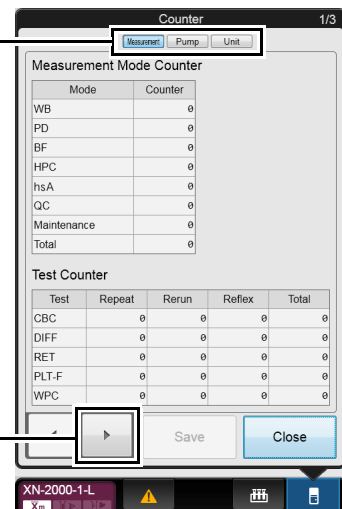 Counter 1/3
Measurement Pump Unit
Measurement Mode Counter
Mode Counter
WB 0
PD 0
BF 0
HPC 0
hsA 0
QC 0
Maintenance 0
Total 0
Test Counter
Test Repeat Rerun Reflex Total
CBC 0 0 0 0
DIFF 0 0 0 0
RET 0 0 0 0
PLT-F 0 0 0 0
WPC 0 0 0 0
Save Close
XN-2000-1-L
Xm